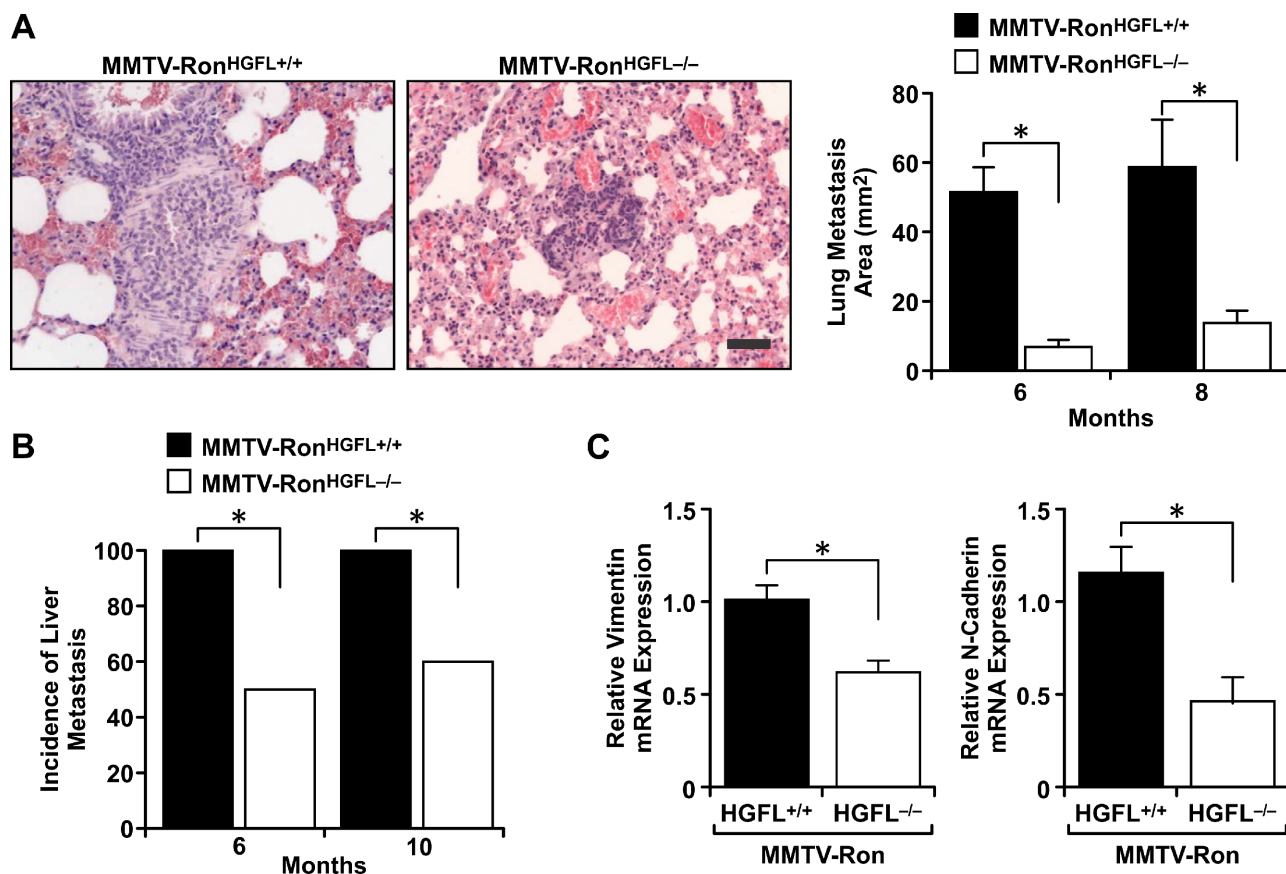 A
MMTV-RonHGFL+/+
MMTV-RonHGFL–/–
MMTV-RonHGFL+/+
MMTV-RonHGFL–/–
Lung Metastasis
Area (mm2)
80
60
40
20
0
*
*
6
8
Months
B
MMTV-RonHGFL+/+
MMTV-RonHGFL–/–
Incidence of Liver
Metastasis
100
80
60
40
20
0
*
*
6
10
Months
C
Relative Vimentin
mRNA Expression
1.5
1.0
0.5
0
*
HGFL+/+
HGFL–/–
MMTV-Ron
Relative N-Cadherin
mRNA Expression
1.5
1.0
0.5
0
*
HGFL+/+
HGFL–/–
MMTV-Ron